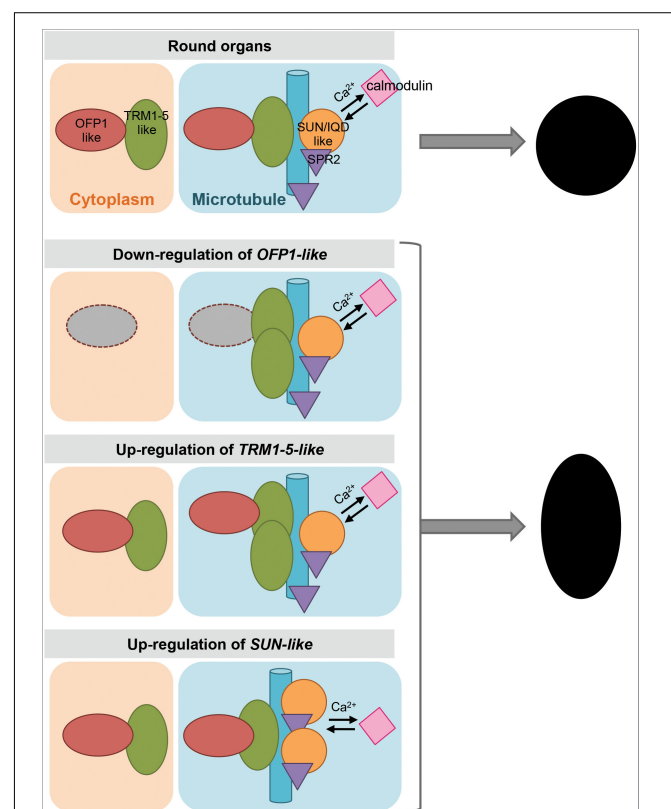 Round organs
OFP1
like
TRM1-5
like
Cytoplasm
Ca2+
calmodulin
SUN/IQD
like
SPR2
Microtubule
Down-regulation of OFP1-like
Ca2+
Up-regulation of TRM1-5-like
Ca2+
Up-regulation of SUN-like
Ca2+